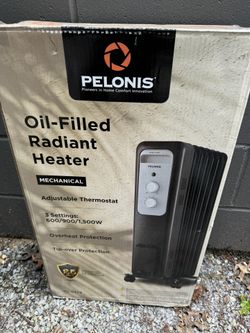 PELONIS
Pioneers in Home Comfort Innovation
Oil-Filled
Radiant
Heater
MECHANICAL
Adjustable Thermostat
3 Settings:
600/900/1,500W
Overheat Protection
Tip-over Protection
PELONIS